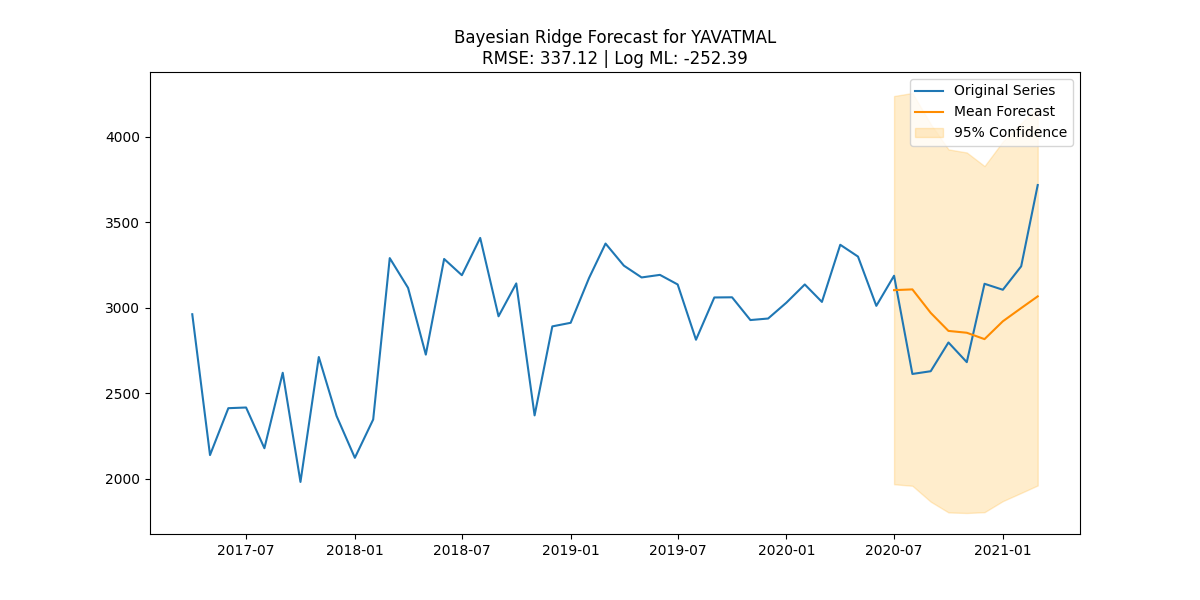 Bayesian Ridge Forecast for YAVATMAL
RMSE: 337.12 | Log ML: -252.39
Original Series
Mean Forecast
95% Confidence
4000
3500
3000
2500
2000
2017-07
2018-01
2018-07
2019-01
2019-07
2020-01
2020-07
2021-01